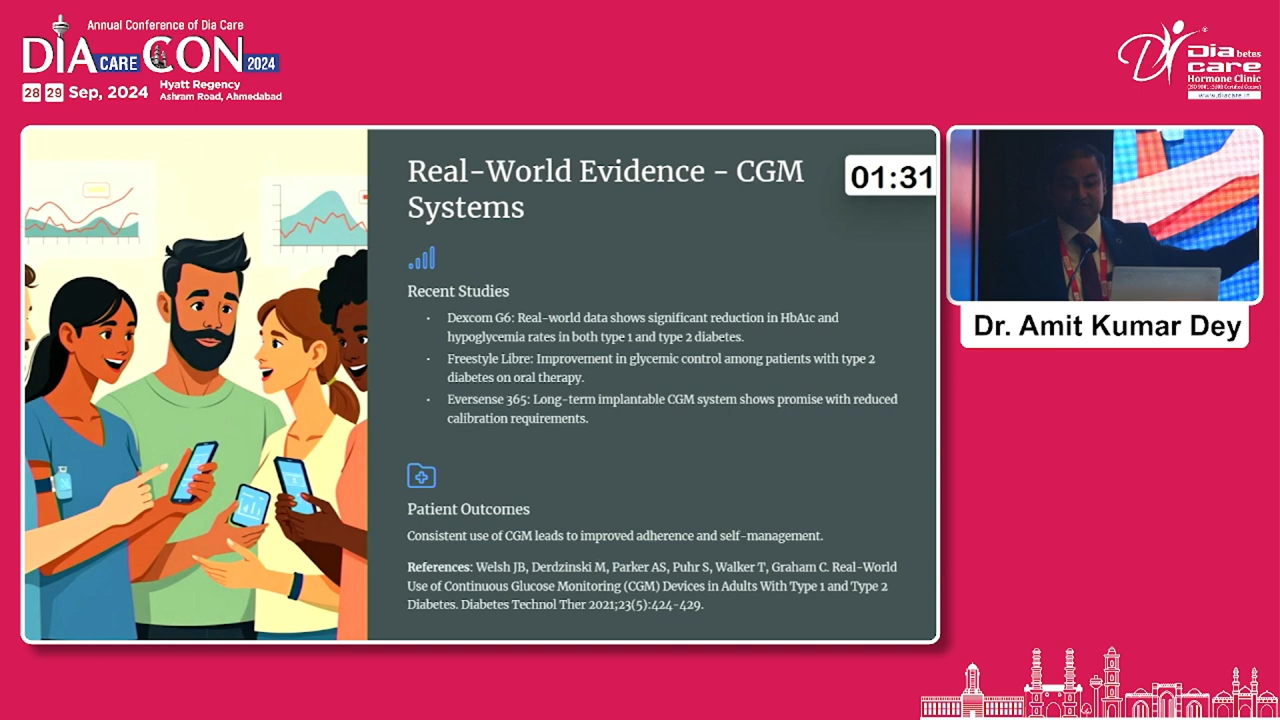 Annual Conference of Dia Care
DIA CARE CON 2024
28 29 Sep, 2024
Hyatt Regency
Ashram Road, Ahmedabad
Diabetes
care
Hormone Clinic
www.diacare.in
Real-World Evidence - CGM
Systems
01:31
Recent Studies
· Dexcom G6: Real-world data shows significant reduction in HbA1c and
hypoglycemia rates in both type 1 and type 2 diabetes.
· Freestyle Libre: Improvement in glycemic control among patients with type 2
diabetes on oral therapy.
· Eversense 365: Long-term implantable CGM system shows promise with reduced
calibration requirements.
Patient Outcomes
Consistent use of CGM leads to improved adherence and self-management.
References: Welsh JB, Derdzinski M, Parker AS, Puhr S, Walker T, Graham C. Real-World
Use of Continuous Glucose Monitoring (CGM) Devices in Adults With Type 1 and Type 2
Diabetes. Diabetes Technol Ther 2021;23(5):424-429.
Dr. Amit Kumar Dey